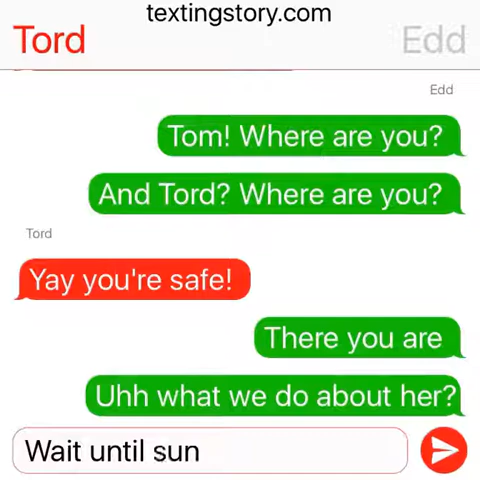 textingstory.com
Tord
Edd
Edd
Tom! Where are you?
And Tord? Where are you?
Tord
Yay you're safe!
There you are
Uhh what we do about her?
Wait until sun